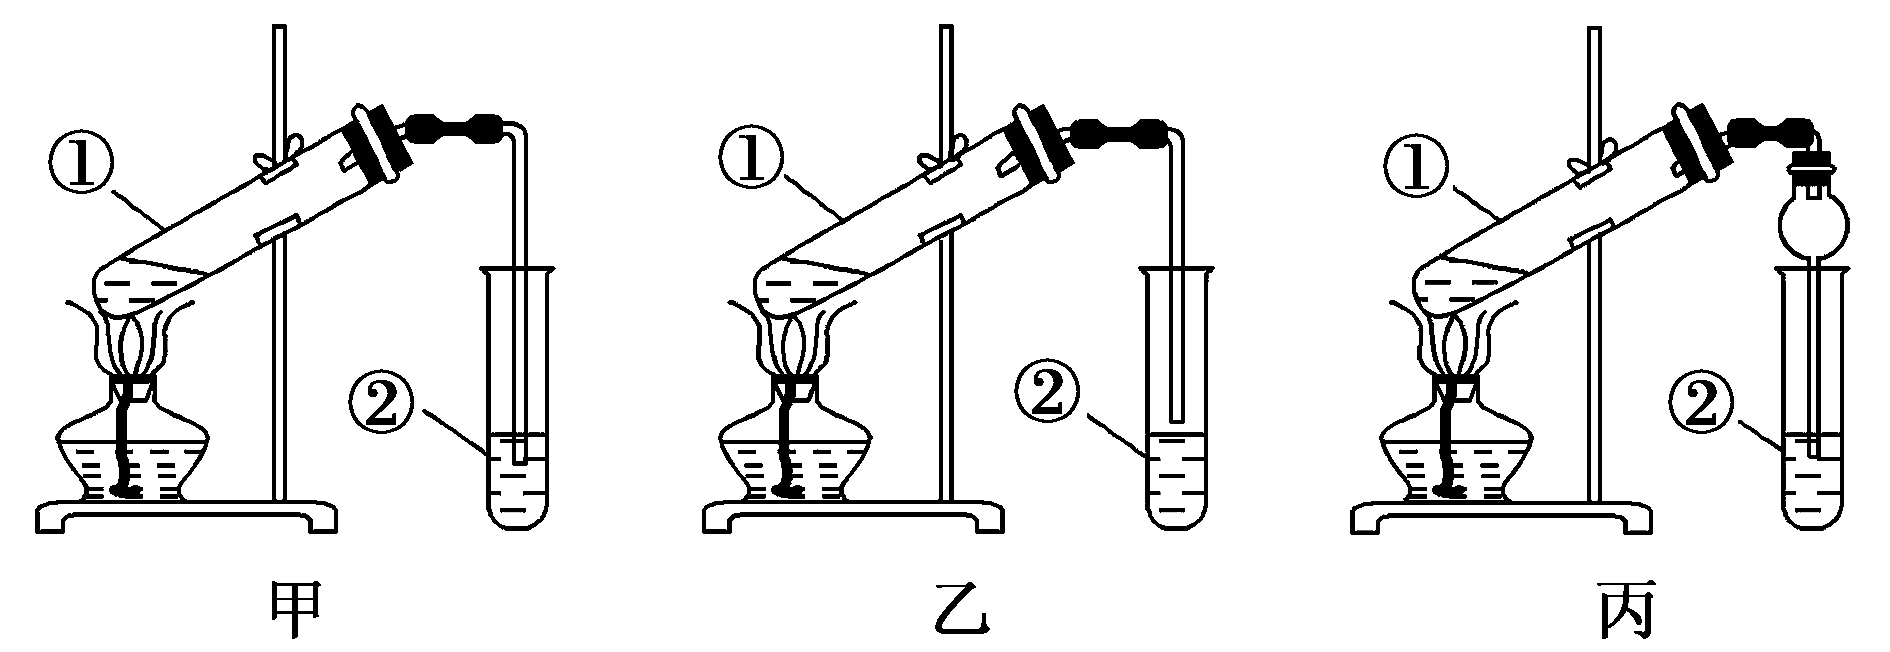 ① ① ①
② ② ②
甲 乙 丙